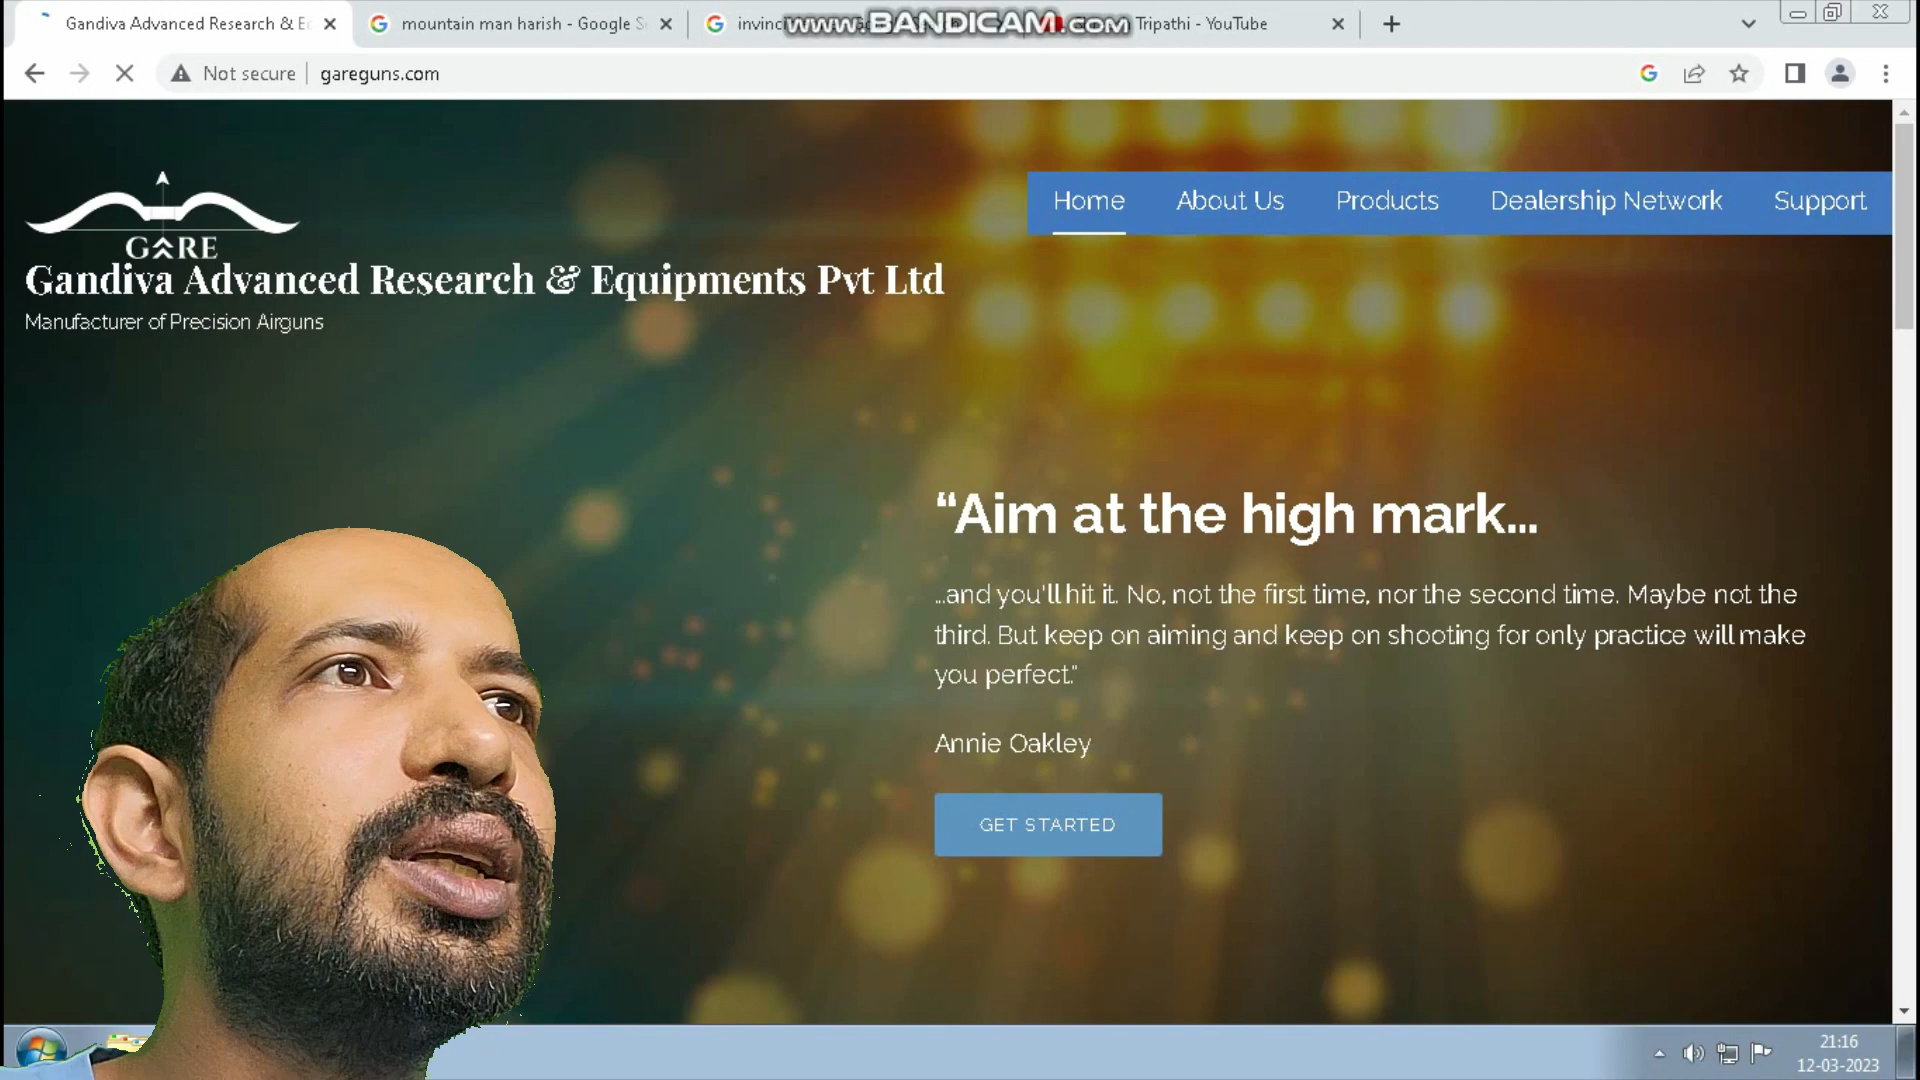 Gandiva Advanced Research & E
mountain man harish - Google S
invinc
www.BANDICAM.com
Tripathi - YouTube
Not secure
gareguns.com
GARE
Gandiva Advanced Research & Equipments Pvt Ltd
Manufacturer of Precision Airguns
Home
About Us
Products
Dealership Network
Support
“Aim at the high mark...
...and you'll hit it. No, not the first time, nor the second time. Maybe not the
third. But keep on aiming and keep on shooting for only practice will make
you perfect."
Annie Oakley
GET STARTED
21:16
12-03-2023